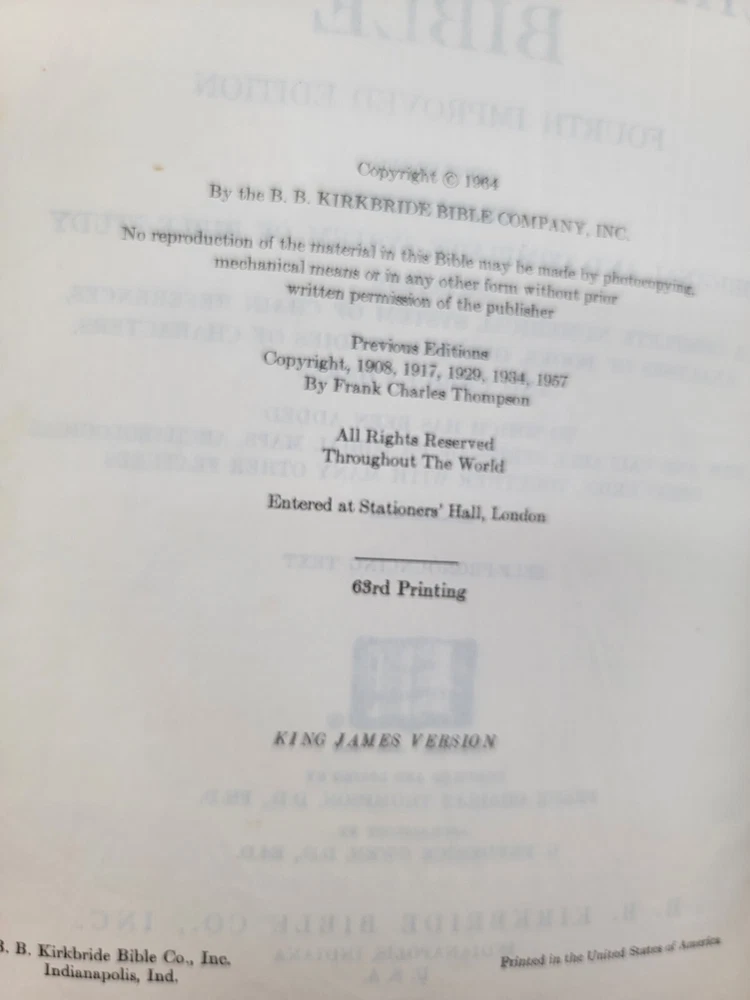 Copyright © 1964
By the B. B. KIRKBRIDE BIBLE COMPANY, INC.
No reproduction of the material in this Bible may be made by photocopying,
mechanical means or in any other form without prior
written permission of the publisher
Previous Editions
Copyright, 1908, 1917, 1929, 1934, 1957
By Frank Charles Thompson
All Rights Reserved
Throughout The World
Entered at Stationers' Hall, London
63rd Printing
KING JAMES VERSION
B. B. Kirkbride Bible Co., Inc.
Indianapolis, Ind.
Printed in the United States of America